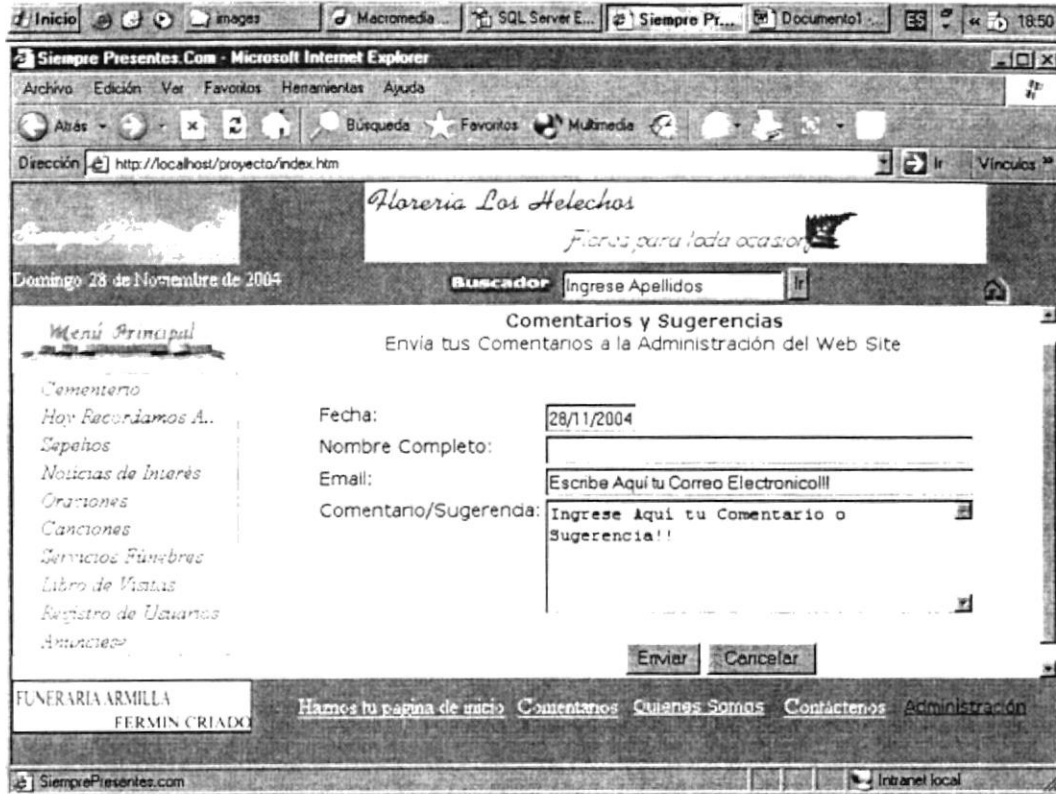 Inicio images Macromedia ... SQL Server E... Siempre Pr... Documento1 -... ES « 18:50
Siempre Presentes.Com - Microsoft Internet Explorer
Archivo Edición Ver Favoritos Herramientas Ayuda
Atrás Búsqueda Favoritos Multimedia
Dirección http://localhost/proyecto/index.htm Ir Vínculos »
Floreria Los Helechos
Flores para toda ocasion
Domingo 28 de Noviembre de 2004 Buscador Ingrese Apellidos Ir
Menú Principal
Comentarios y Sugerencias
Envía tus Comentarios a la Administración del Web Site
Cementerio
Hoy Recordamos A..
Sepelios
Noticias de Interés
Oraciones
Canciones
Servicios Fúnebres
Libro de Visitas
Registro de Usuarios
Anunciese
Fecha: 28/11/2004
Nombre Completo:
Email: Escribe Aquí tu Correo Electronico!!!
Comentario/Sugerencia: Ingrese Aqui tu Comentario o
Sugerencia!!
Enviar Cancelar
FUNERARIA ARMILLA
FERMIN CRIADO
Haznos tu pagina de inicio Comentarios Quienes Somos Contáctenos Administración
SiemprePresentes.com Intranet local